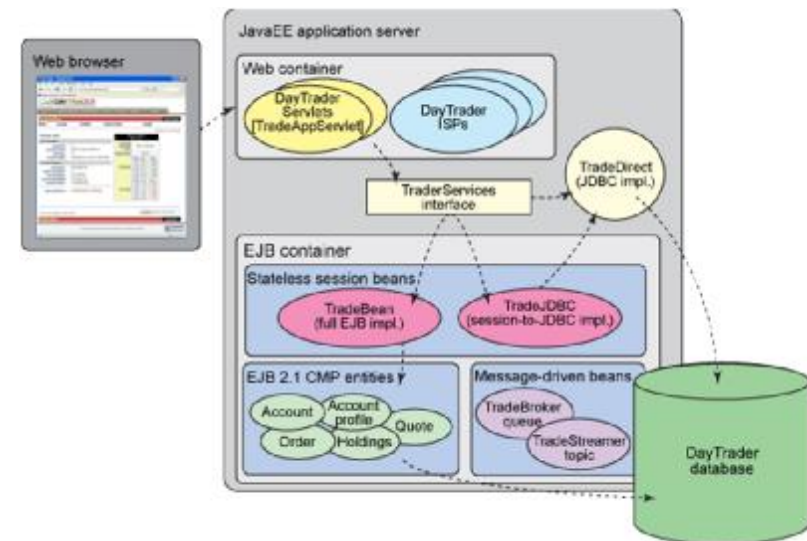 JavaEE application server
Web browser
Web container
DayTrader
Servlets
[TradeAppServlet]
DayTrader
JSPs
TradeDirect
(JDBC impl.)
TraderServices
interface
EJB container
Stateless session beans
TradeBean
(full EJB impl.)
TradeJDBC
(session-to-JDBC impl.)
EJB 2.1 CMP entities
Account
Account
profile
Quote
Order
Holdings
Message-driven beans
TradeBroker
queue
TradeStreamer
topic
DayTrader
database